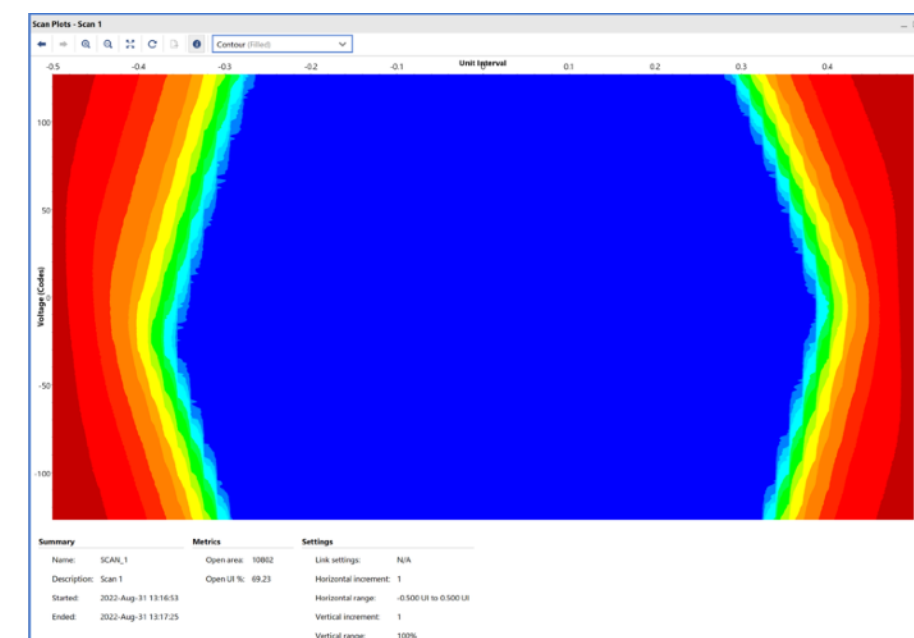 Scan Plots - Scan 1
Contour (Filled)
Unit Interval
-0.5 -0.4 -0.3 -0.2 -0.1 0 0.1 0.2 0.3 0.4
100
50
0
-50
-100
Voltage (Codes)
Summary Metrics Settings
Name: SCAN_1 Open area: 10802 Link settings: N/A
Description: Scan 1 Open UI %: 69.23 Horizontal increment: 1
Started: 2022-Aug-31 13:16:53 Horizontal range: -0.500 UI to 0.500 UI
Ended: 2022-Aug-31 13:17:25 Vertical increment: 1
Vertical range: 100%